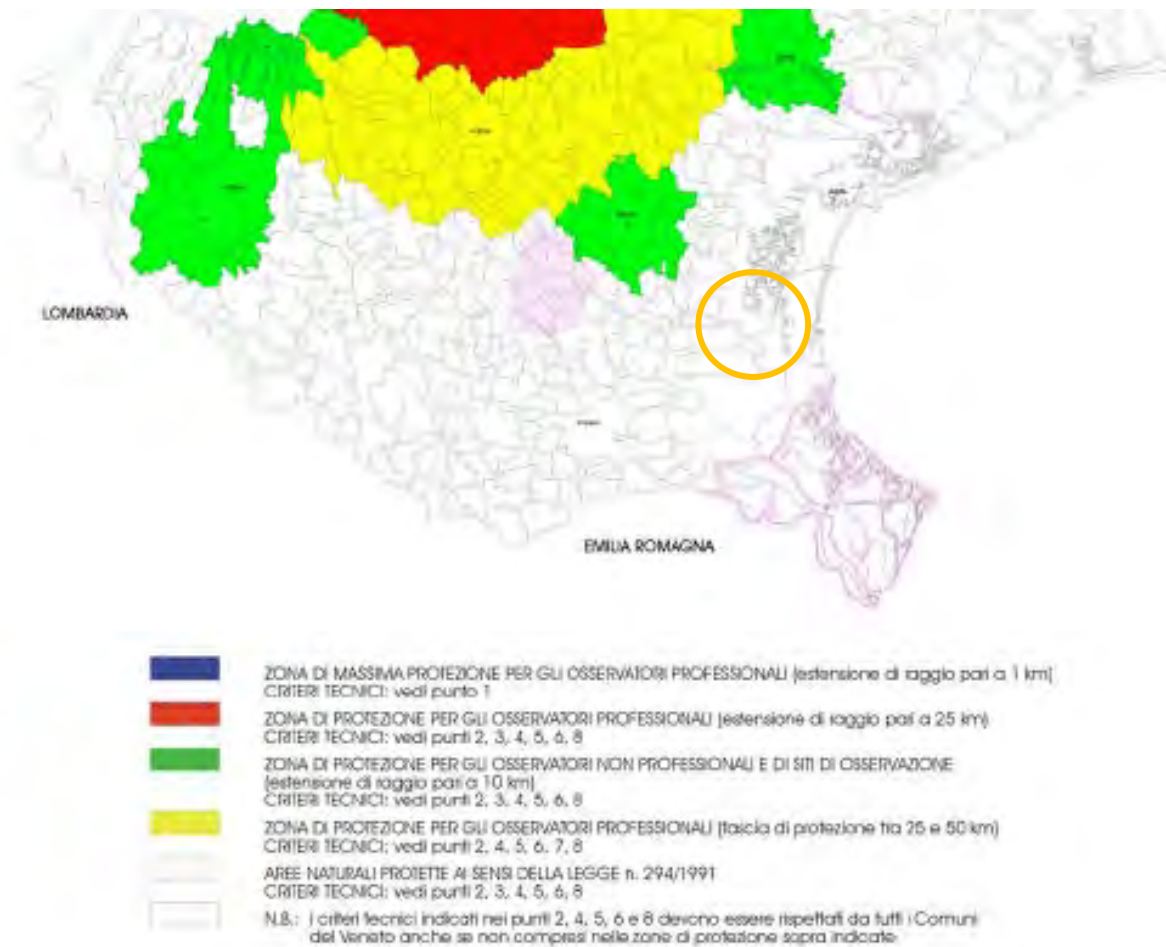 LOMBARDIA
EMILIA ROMAGNA
ZONA DI MASSIMA PROTEZIONE PER GLI OSSERVATORI PROFESSIONALI (estensione di raggio pari a 1 km)
CRITERI TECNICI: vedi punto 1
ZONA DI PROTEZIONE PER GLI OSSERVATORI PROFESSIONALI (estensione di raggio pari a 25 km)
CRITERI TECNICI: vedi punti 2, 3, 4, 5, 6, 8
ZONA DI PROTEZIONE PER GLI OSSERVATORI NON PROFESSIONALI E DI SITI DI OSSERVAZIONE
(estensione di raggio pari a 10 km)
CRITERI TECNICI: vedi punti 2, 3, 4, 5, 6, 8
ZONA DI PROTEZIONE PER GLI OSSERVATORI PROFESSIONALI (fascia di protezione tra 25 e 50 km)
CRITERI TECNICI: vedi punti 2, 4, 5, 6, 7, 8
AREE NATURALI PROTETTE AI SENSI DELLA LEGGE n. 294/1991
CRITERI TECNICI: vedi punti 2, 3, 4, 5, 6, 8
N.B.: i criteri tecnici indicati nei punti 2, 4, 5, 6 e 8 devono essere rispettati da tutti i Comuni
del Veneto anche se non compresi nelle zone di protezione sopra indicate